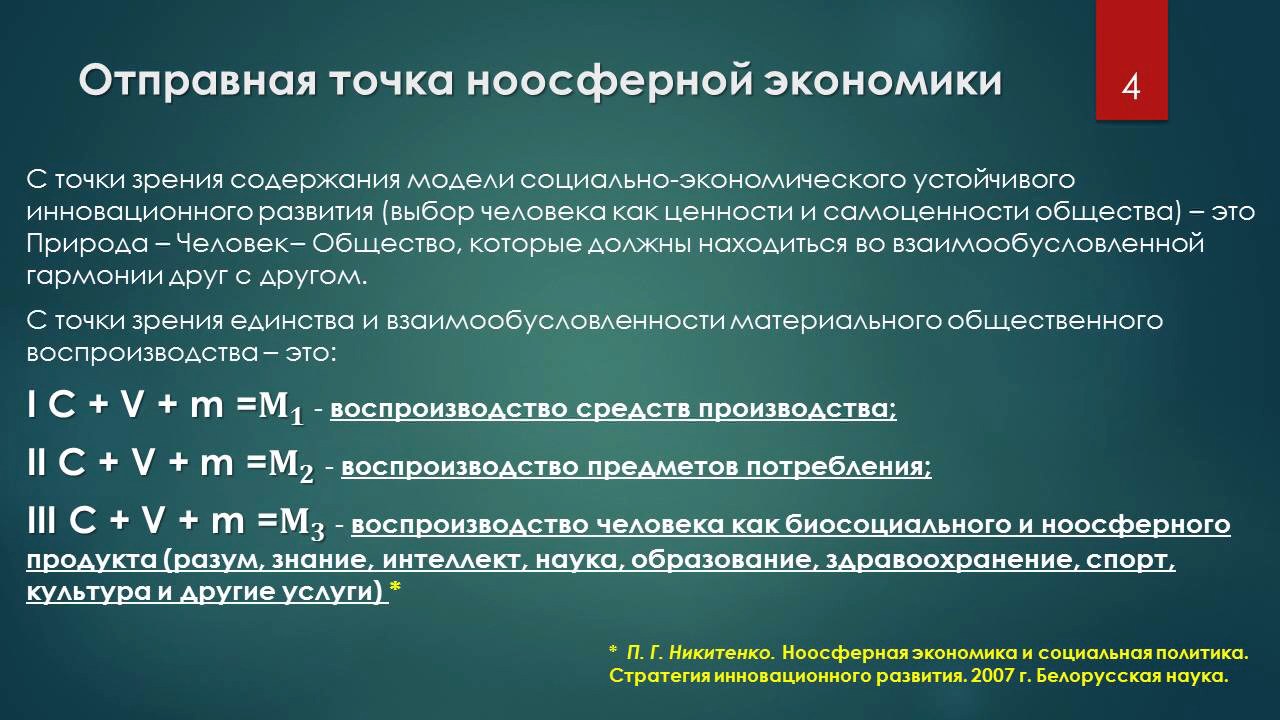 Отправная точка ноосферной экономики
4
С точки зрения содержания модели социально-экономического устойчивого
инновационного развития (выбор человека как ценности и самоценности общества) – это
Природа – Человек – Общество, которые должны находиться во взаимообусловленной
гармонии друг с другом.
С точки зрения единства и взаимообусловленности материального общественного
воспроизводства – это:
I C + V + m =М₁ - воспроизводство средств производства;
II C + V + m =М₂ - воспроизводство предметов потребления;
III C + V + m =М₃ - воспроизводство человека как биосоциального и ноосферного
продукта (разум, знание, интеллект, наука, образование, здравоохранение, спорт,
культура и другие услуги) *
* П. Г. Никитенко. Ноосферная экономика и социальная политика.
Стратегия инновационного развития. 2007 г. Белорусская наука.